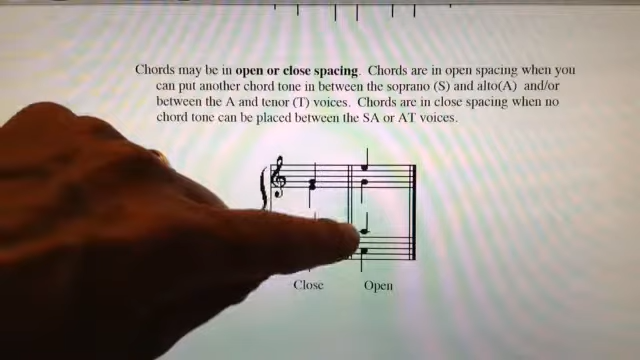 Chords may be in open or close spacing. Chords are in open spacing when you
can put another chord tone in between the soprano (S) and alto(A) and/or
between the A and tenor (T) voices. Chords are in close spacing when no
chord tone can be placed between the SA or AT voices.
Close Open